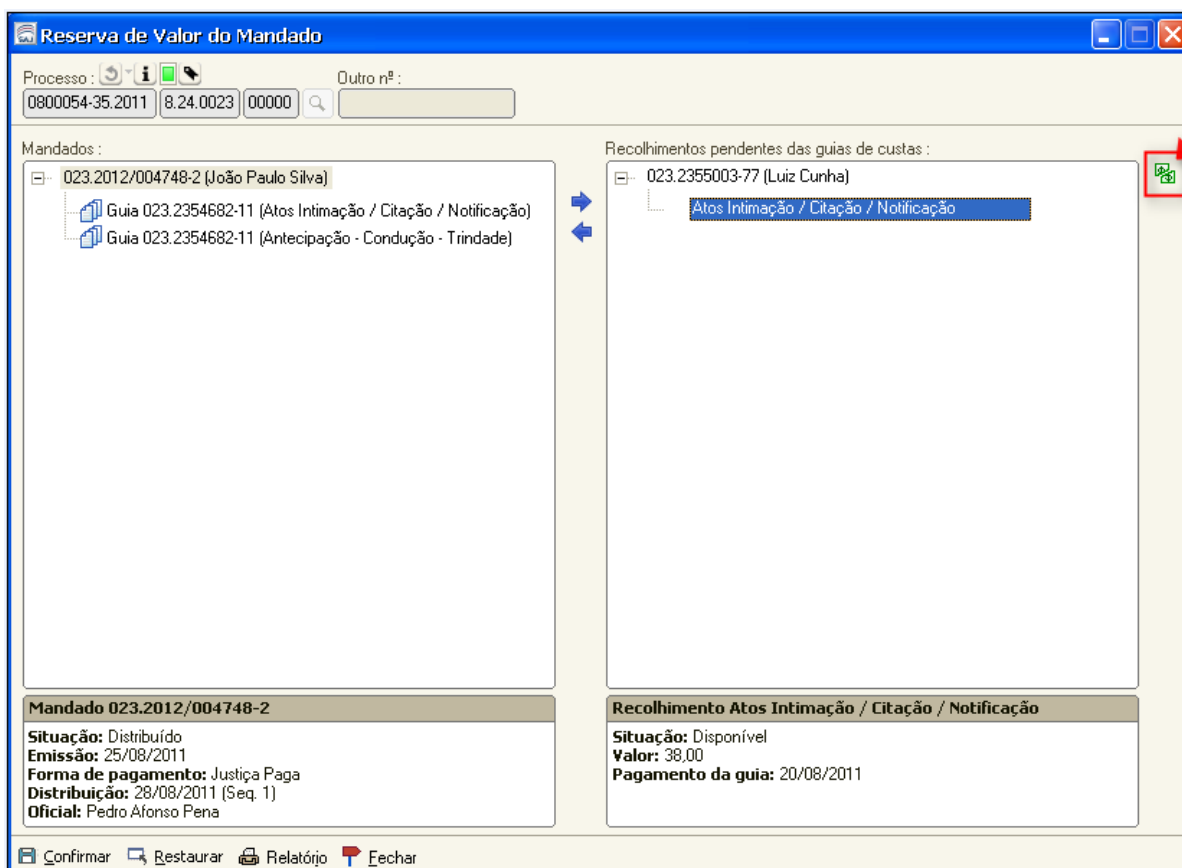 Reserva de Valor do Mandado
Processo :
Outro nº :
0800054-35.2011 8.24.0023 00000
Mandados :
023.2012/004748-2 (João Paulo Silva)
Guia 023.2354682-11 (Atos Intimação / Citação / Notificação)
Guia 023.2354682-11 (Antecipação - Condução - Trindade)
Recolhimentos pendentes das guias de custas :
023.2355003-77 (Luiz Cunha)
Atos Intimação / Citação / Notificação
Mandado 023.2012/004748-2
Situação: Distribuído
Emissão: 25/08/2011
Forma de pagamento: Justiça Paga
Distribuição: 28/08/2011 (Seq. 1)
Oficial: Pedro Afonso Pena
Recolhimento Atos Intimação / Citação / Notificação
Situação: Disponível
Valor: 38,00
Pagamento da guia: 20/08/2011
Confirmar Restaurar Relatório Fechar